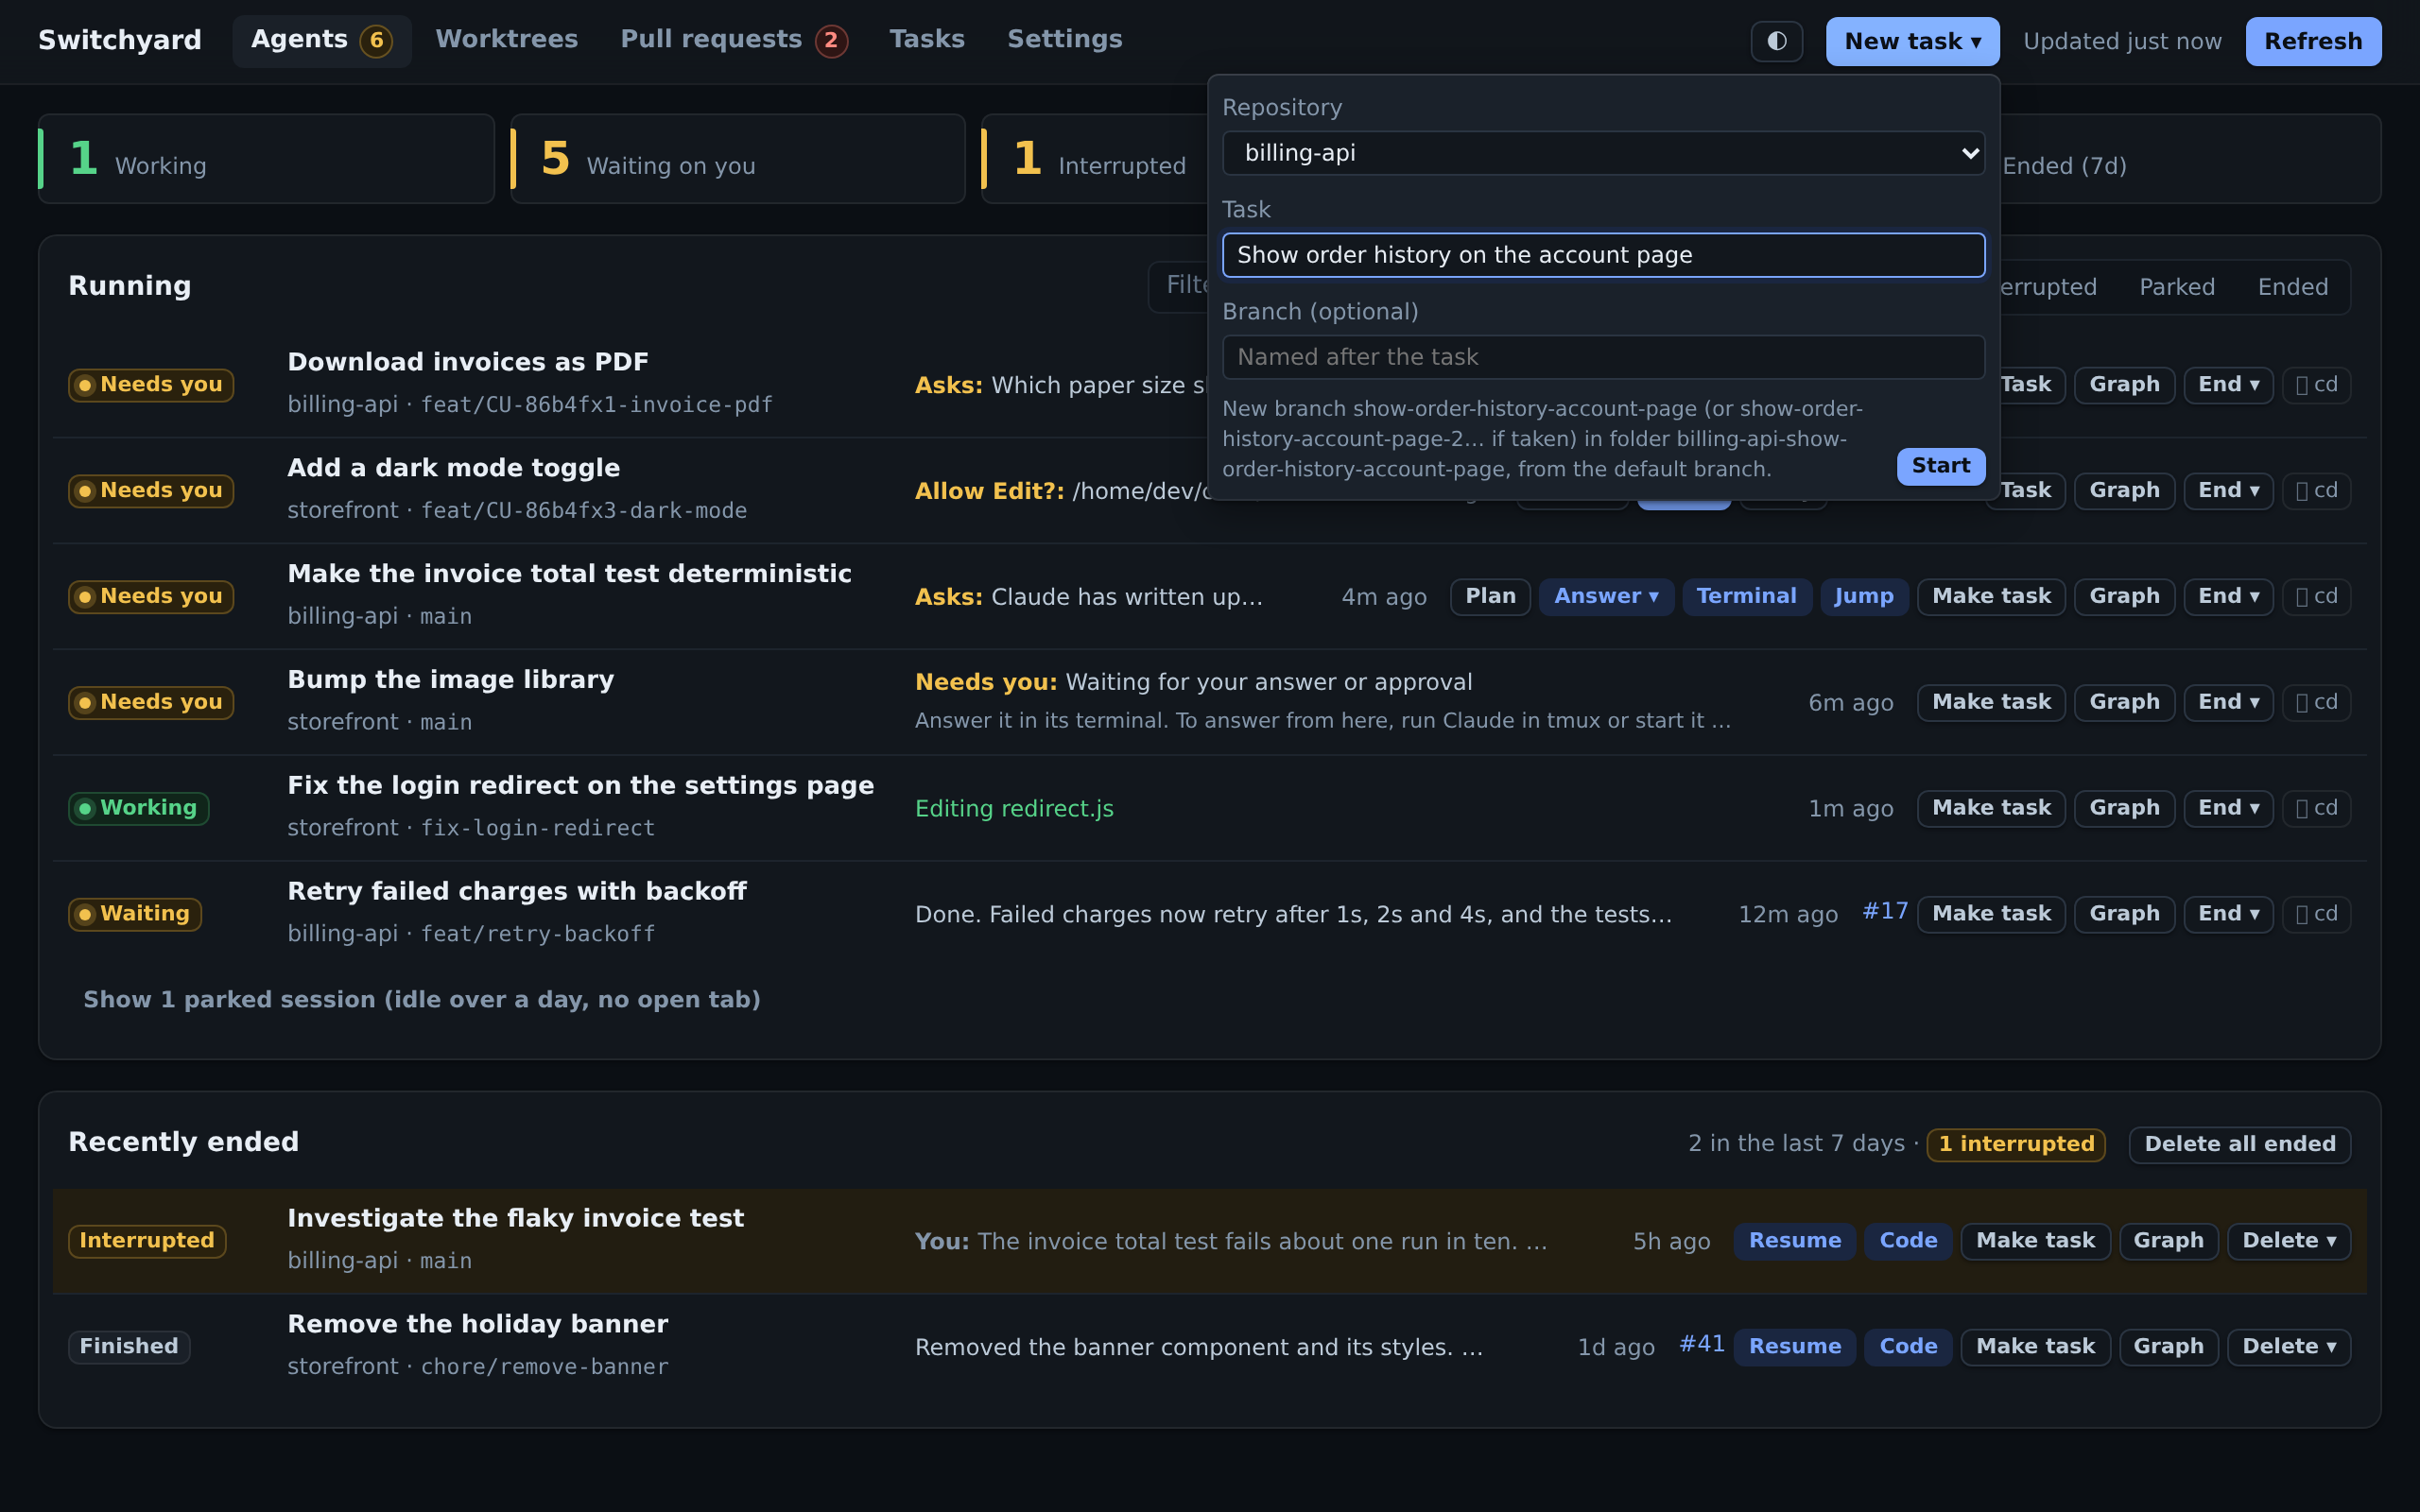 Switchyard Agents 6 Worktrees Pull requests 2 Tasks Settings New task ▾ Updated just now Refresh
1 Working
5 Waiting on you
1 Interrupted
Ended (7d)
Repository
billing-api
Task
Show order history on the account page
Branch (optional)
Named after the task
New branch show-order-history-account-page (or show-order-
history-account-page-2… if taken) in folder billing-api-show-
order-history-account-page, from the default branch.
Start
Running
Parked Ended
Needs you
Download invoices as PDF
billing-api · feat/CU-86b4fx1-invoice-pdf
Asks: Which paper size
Task Graph End ▾ cd
Needs you
Add a dark mode toggle
storefront · feat/CU-86b4fx3-dark-mode
Allow Edit?: /home/dev/
Task Graph End ▾ cd
Needs you
Make the invoice total test deterministic
billing-api · main
Asks: Claude has written up…
4m ago Plan Answer ▾ Terminal Jump Make task Graph End ▾ cd
Needs you
Bump the image library
storefront · main
Needs you: Waiting for your answer or approval
Answer it in its terminal. To answer from here, run Claude in tmux or start it …
6m ago Make task Graph End ▾ cd
Working
Fix the login redirect on the settings page
storefront · fix-login-redirect
Editing redirect.js
1m ago Make task Graph End ▾ cd
Waiting
Retry failed charges with backoff
billing-api · feat/retry-backoff
Done. Failed charges now retry after 1s, 2s and 4s, and the tests…
12m ago #17 Make task Graph End ▾ cd
Show 1 parked session (idle over a day, no open tab)
Recently ended
2 in the last 7 days · 1 interrupted Delete all ended
Interrupted
Investigate the flaky invoice test
billing-api · main
You: The invoice total test fails about one run in ten. …
5h ago Resume Code Make task Graph Delete ▾
Finished
Remove the holiday banner
storefront · chore/remove-banner
Removed the banner component and its styles. …
1d ago #41 Resume Code Make task Graph Delete ▾